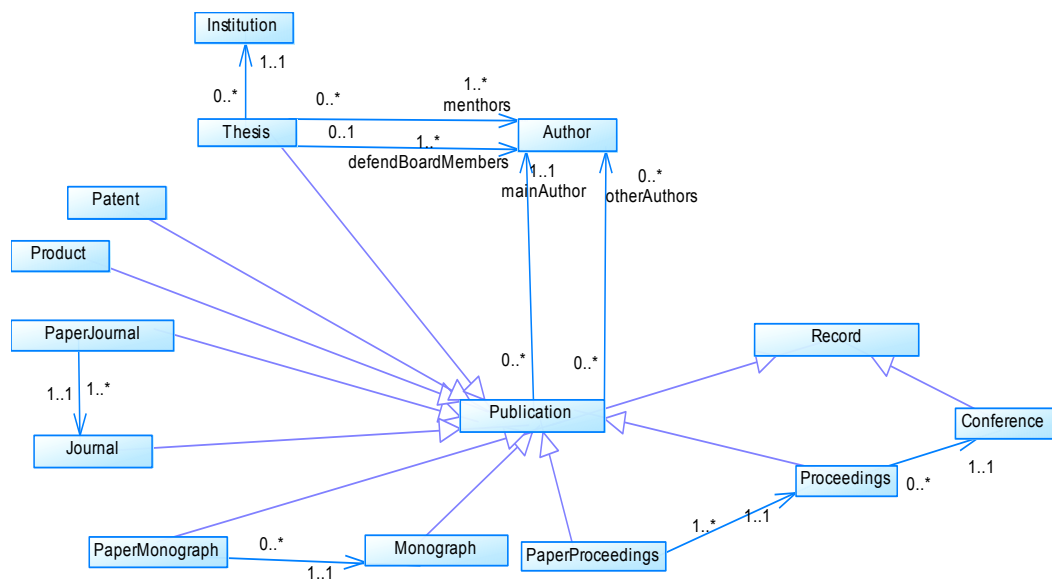 Institution
1..1
0..*
0..*
1..*
menthors
Thesis
0..1
1..*
Author
defendBoardMembers
1..1
mainAuthor
0..*
otherAuthors
Patent
Product
PaperJournal
Record
0..*
0..*
1..1
1..*
Publication
Conference
Journal
1..1
Proceedings
0..*
1..*
1..1
PaperMonograph
0..*
1..1
Monograph
PaperProceedings